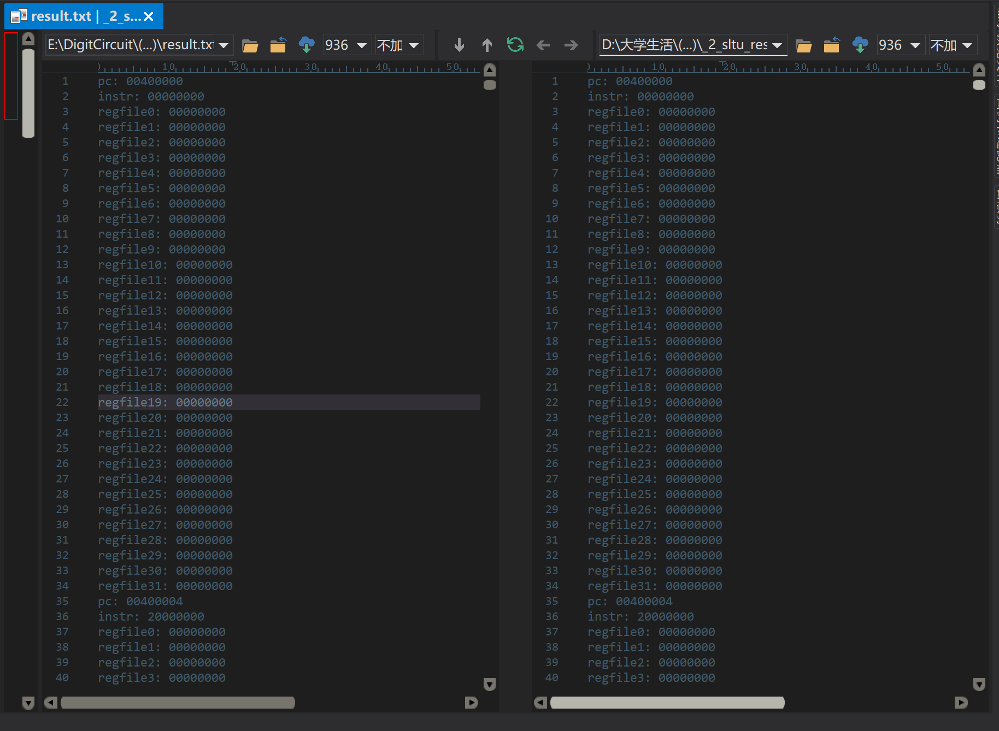 result.txt | _2_s...
E:\DigitCircuit\(...)\result.txt 936 不加 D:\大学生活\(...)\_2_sltu_res 936 不加
0 10 20 30 40 50
0 10 20 30 40 50
1 pc: 00400000
2 instr: 00000000
3 regfile0: 00000000
4 regfile1: 00000000
5 regfile2: 00000000
6 regfile3: 00000000
7 regfile4: 00000000
8 regfile5: 00000000
9 regfile6: 00000000
10 regfile7: 00000000
11 regfile8: 00000000
12 regfile9: 00000000
13 regfile10: 00000000
14 regfile11: 00000000
15 regfile12: 00000000
16 regfile13: 00000000
17 regfile14: 00000000
18 regfile15: 00000000
19 regfile16: 00000000
20 regfile17: 00000000
21 regfile18: 00000000
22 regfile19: 00000000
23 regfile20: 00000000
24 regfile21: 00000000
25 regfile22: 00000000
26 regfile23: 00000000
27 regfile24: 00000000
28 regfile25: 00000000
29 regfile26: 00000000
30 regfile27: 00000000
31 regfile28: 00000000
32 regfile29: 00000000
33 regfile30: 00000000
34 regfile31: 00000000
35 pc: 00400004
36 instr: 20000000
37 regfile0: 00000000
38 regfile1: 00000000
39 regfile2: 00000000
40 regfile3: 00000000
1 pc: 00400000
2 instr: 00000000
3 regfile0: 00000000
4 regfile1: 00000000
5 regfile2: 00000000
6 regfile3: 00000000
7 regfile4: 00000000
8 regfile5: 00000000
9 regfile6: 00000000
10 regfile7: 00000000
11 regfile8: 00000000
12 regfile9: 00000000
13 regfile10: 00000000
14 regfile11: 00000000
15 regfile12: 00000000
16 regfile13: 00000000
17 regfile14: 00000000
18 regfile15: 00000000
19 regfile16: 00000000
20 regfile17: 00000000
21 regfile18: 00000000
22 regfile19: 00000000
23 regfile20: 00000000
24 regfile21: 00000000
25 regfile22: 00000000
26 regfile23: 00000000
27 regfile24: 00000000
28 regfile25: 00000000
29 regfile26: 00000000
30 regfile27: 00000000
31 regfile28: 00000000
32 regfile29: 00000000
33 regfile30: 00000000
34 regfile31: 00000000
35 pc: 00400004
36 instr: 20000000
37 regfile0: 00000000
38 regfile1: 00000000
39 regfile2: 00000000
40 regfile3: 00000000